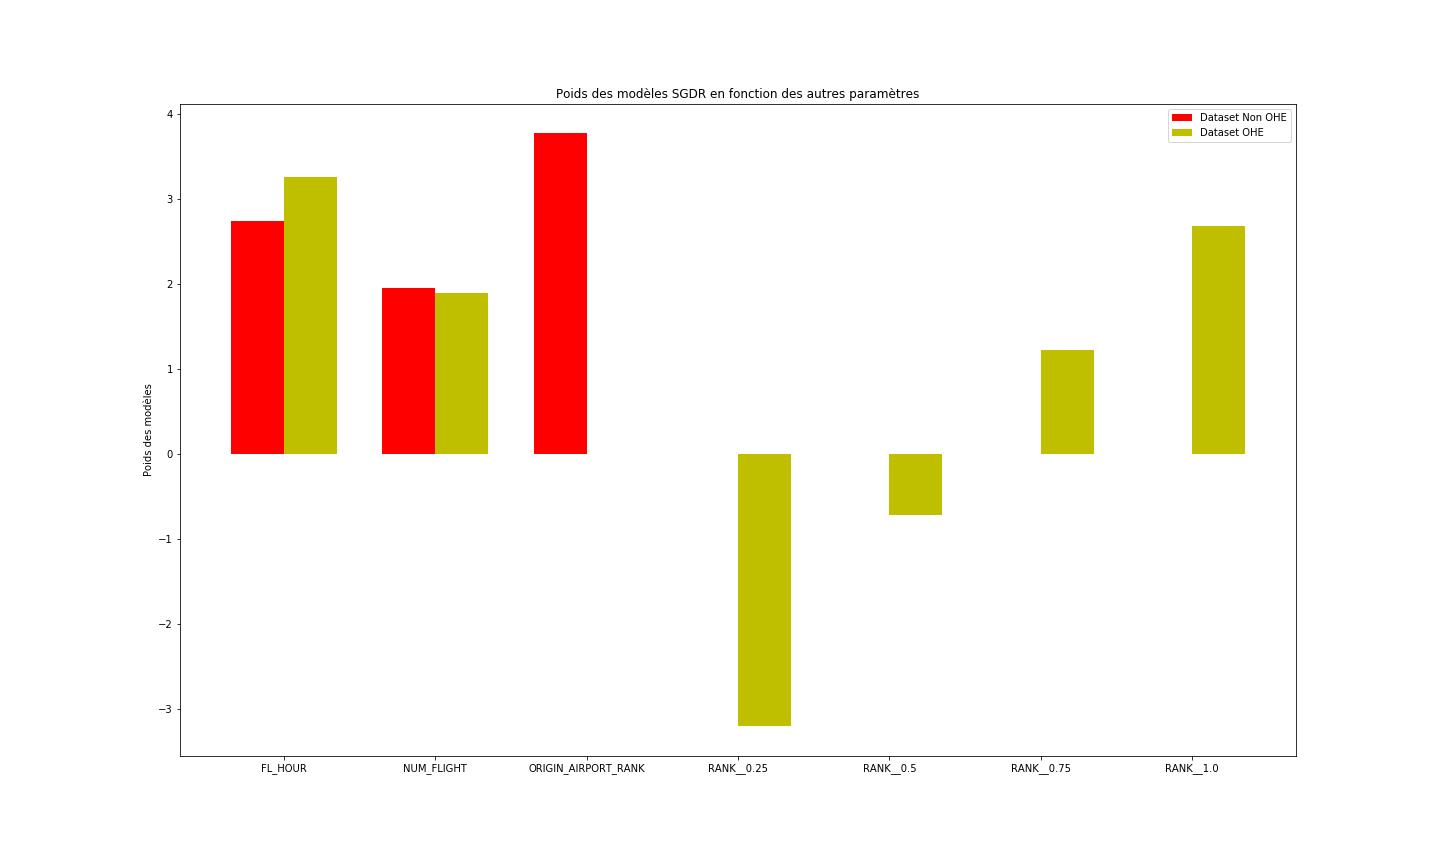 Poids des modèles SGDR en fonction des autres paramètres
Dataset Non OHE
Dataset OHE
4
3
2
1
0
−1
−2
−3
Poids des modèles
FL_HOUR
NUM_FLIGHT
ORIGIN_AIRPORT_RANK
RANK__0.25
RANK__0.5
RANK__0.75
RANK__1.0